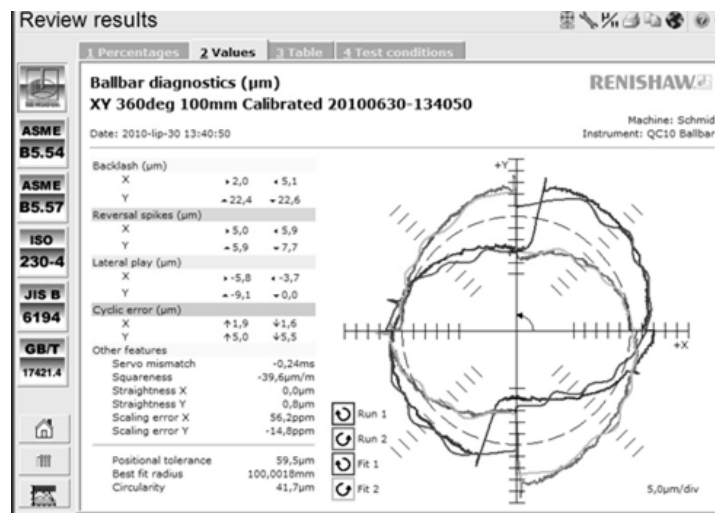 Review results
1 Percentages 2 Values 3 Table 4 Test conditions
Ballbar diagnostics (µm)
XY 360deg 100mm Calibrated 20100630-134050
RENISHAW
Date: 2010-lip-30 13:40:50
Machine: Schmid
Instrument: QC10 Ballbar
ASME
B5.54
ASME
B5.57
ISO
230-4
JIS B
6194
GB/T
17421.4
Backlash (µm)
X ▸2,0 ◂5,1
Y ▴22,4 ▾22,6
Reversal spikes (µm)
X ▸5,0 ◂5,9
Y ▴5,9 ▾7,7
Lateral play (µm)
X ▸-5,8 ◂-3,7
Y ▴-9,1 ▾0,0
Cyclic error (µm)
X ↑1,9 ↓1,6
Y ↑5,0 ↓5,5
Other features
Servo mismatch -0,24ms
Squareness -39,6µm/m
Straightness X 0,0µm
Straightness Y 0,8µm
Scaling error X 56,2ppm
Scaling error Y -14,8ppm
Positional tolerance 59,5µm
Best fit radius 100,0018mm
Circularity 41,7µm
+Y
+X
Run 1
Run 2
Fit 1
Fit 2
5,0µm/div